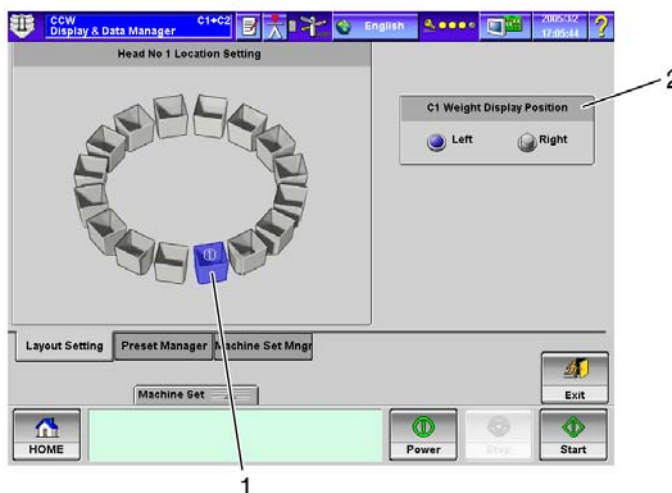 CCW C1+C2
Display & Data Manager
English
2005/3/2
17:05:44
?
Head No 1 Location Setting
C1 Weight Display Position
2
Left Right
1
Layout Setting Preset Manager Machine Set Mngr
Machine Set
Exit
HOME
Power Stop Start
1